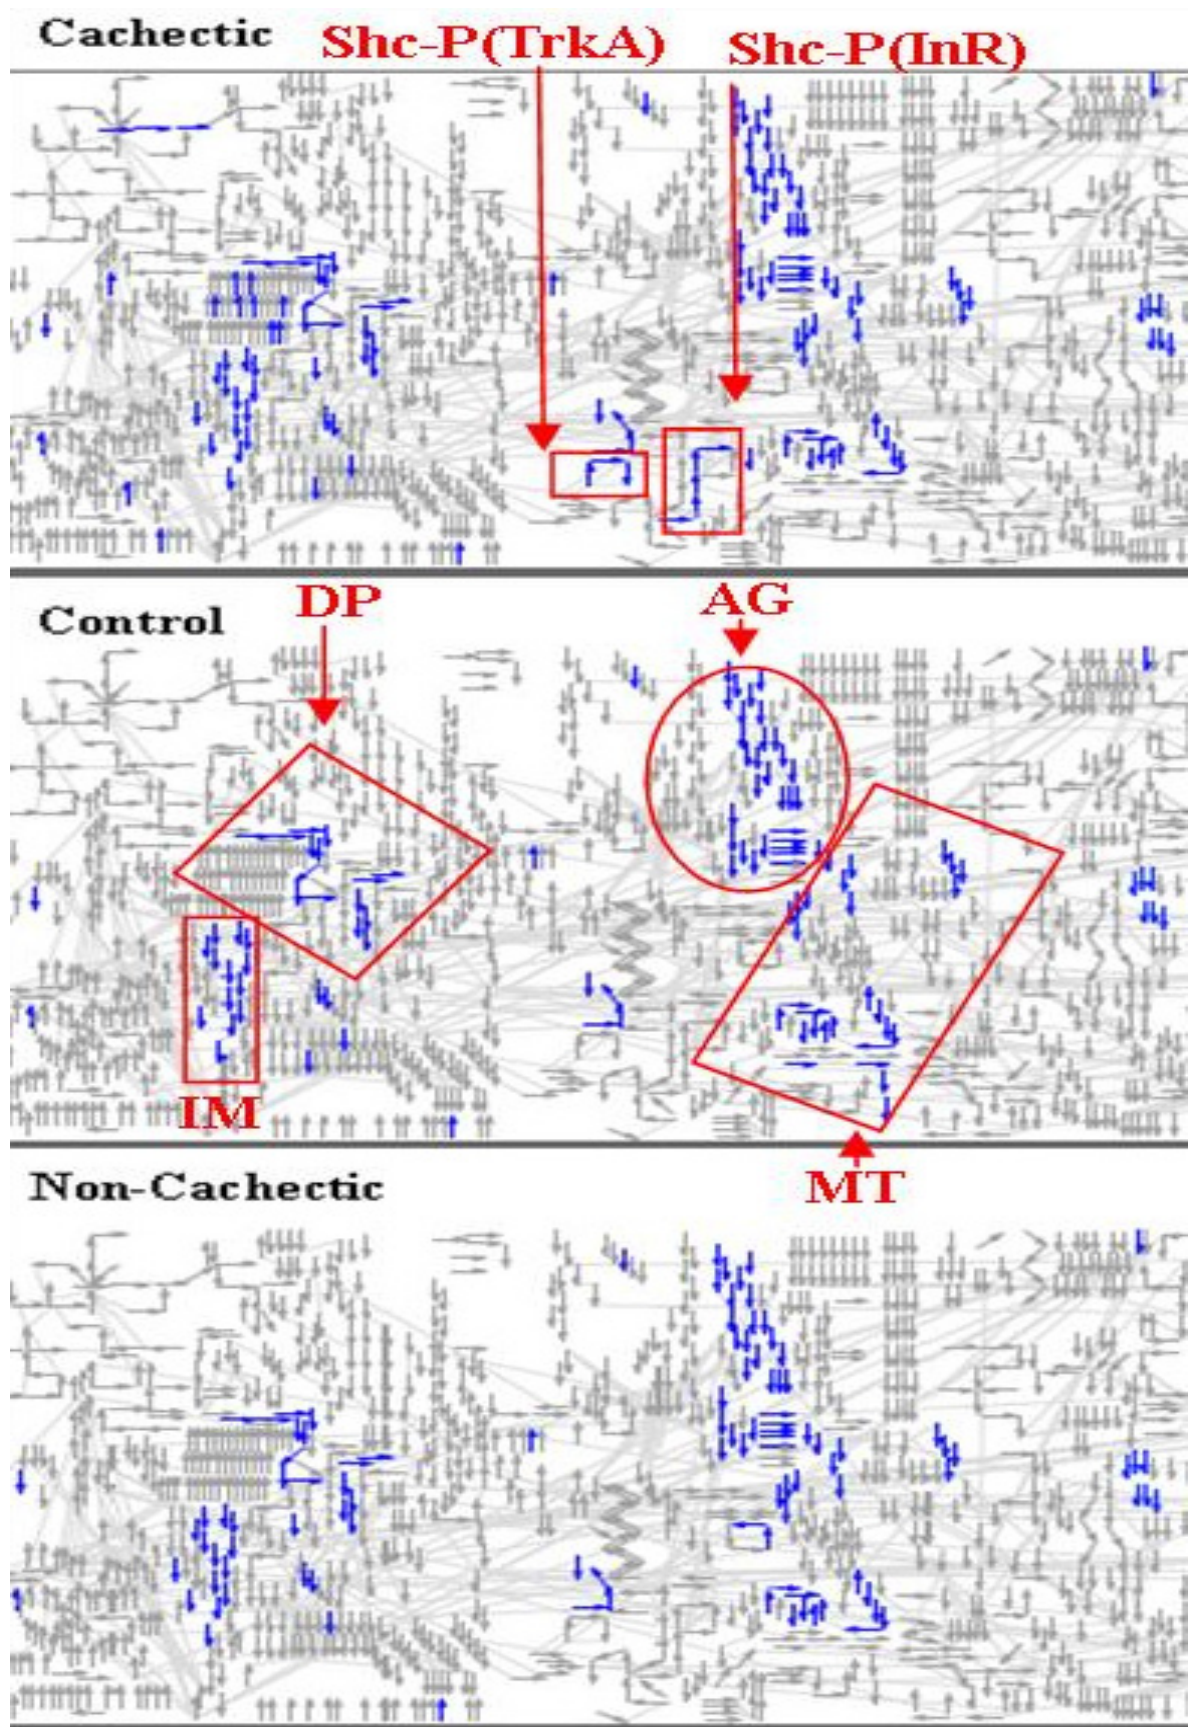 Cachectic
Shc-P(TrkA)
Shc-P(InR)
Control
DP
AG
IM
MT
Non-Cachectic